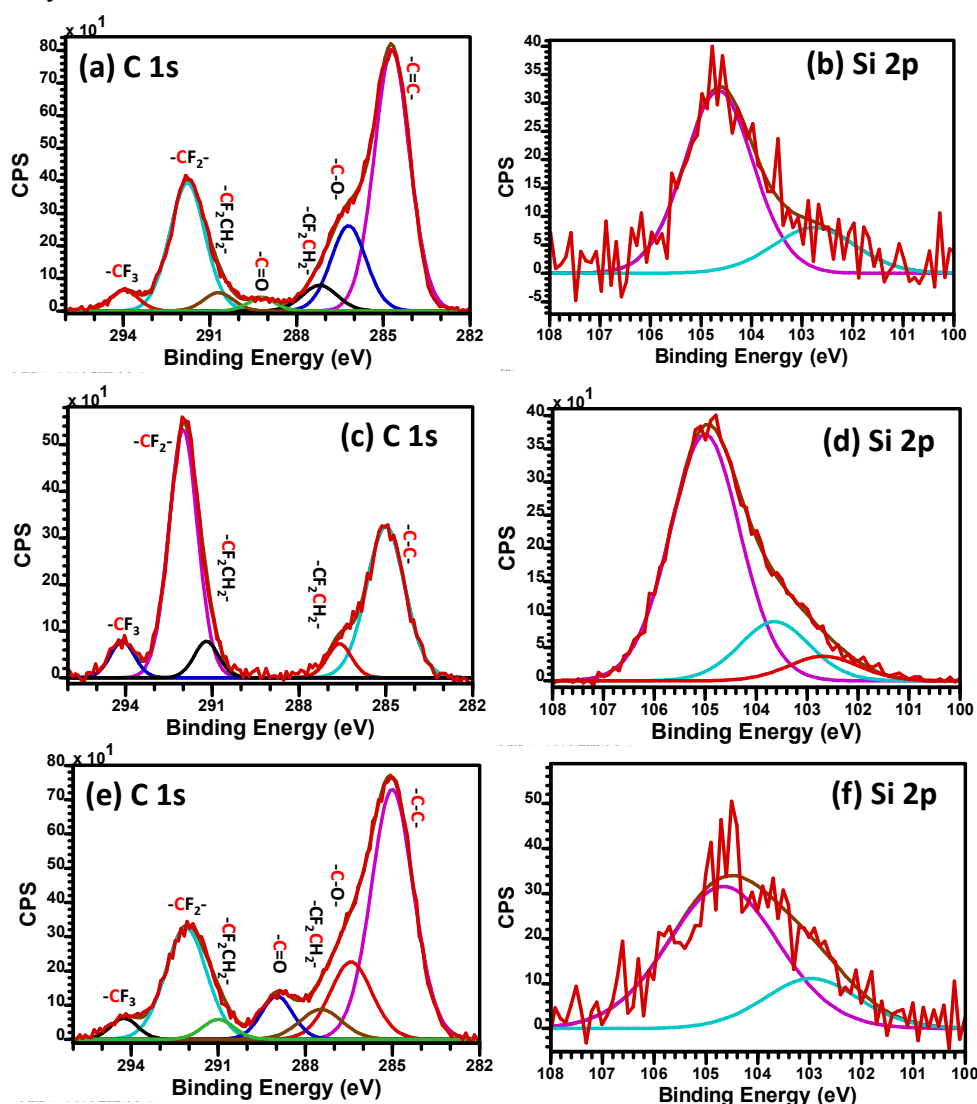 x 10¹
(a) C 1s
-C=C-
-CF₂-
-CF₂CH₂-
-C-O-
-CF₂CH₂-
-C=O
-CF₃
80
70
60
50
40
30
20
10
0
CPS
294 291 288 285 282
Binding Energy (eV)
(b) Si 2p
40
35
30
25
20
15
10
5
0
-5
CPS
108 107 106 105 104 103 102 101 100
Binding Energy (eV)
x 10¹
(c) C 1s
-CF₂-
-CF₂CH₂-
-CF₂CH₂-
-C-C-
-CF₃
50
40
30
20
10
0
CPS
294 291 288 285 282
Binding Energy (eV)
x 10¹
(d) Si 2p
40
30
20
10
0
CPS
108 107 106 105 104 103 102 101 100
Binding Energy (eV)
x 10¹
(e) C 1s
-C-C-
-C-O-
-CF₂-
-CF₂CH₂-
-C=O
-CF₂CH₂-
-CF₃
80
70
60
50
40
30
20
10
0
CPS
294 291 288 285 282
Binding Energy (eV)
(f) Si 2p
50
40
30
20
10
0
CPS
108 107 106 105 104 103 102 101 100
Binding Energy (eV)